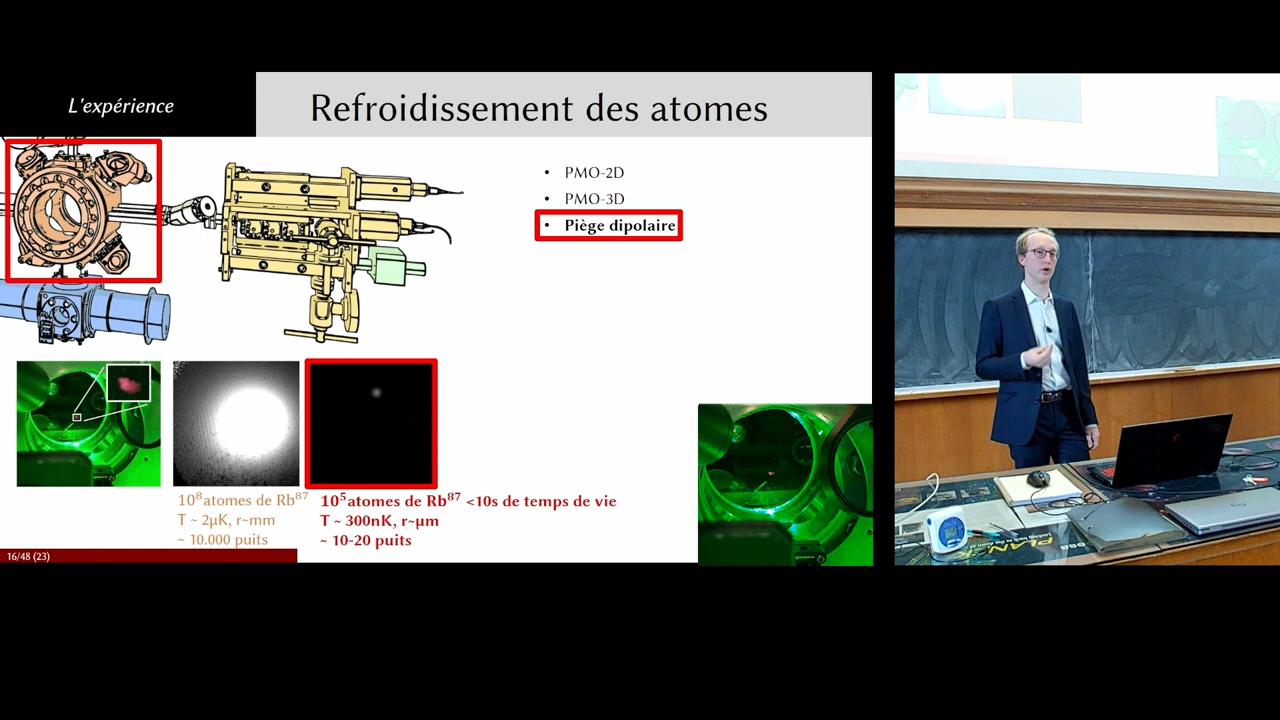 L'expérience
Refroidissement des atomes
• PMO-2D
• PMO-3D
• Piège dipolaire
10⁸atomes de Rb⁸⁷
T ~ 2µK, r~mm
~ 10.000 puits
10⁵atomes de Rb⁸⁷ <10s de temps de vie
T ~ 300nK, r~µm
~ 10-20 puits
16/48 (23)
PLANCK